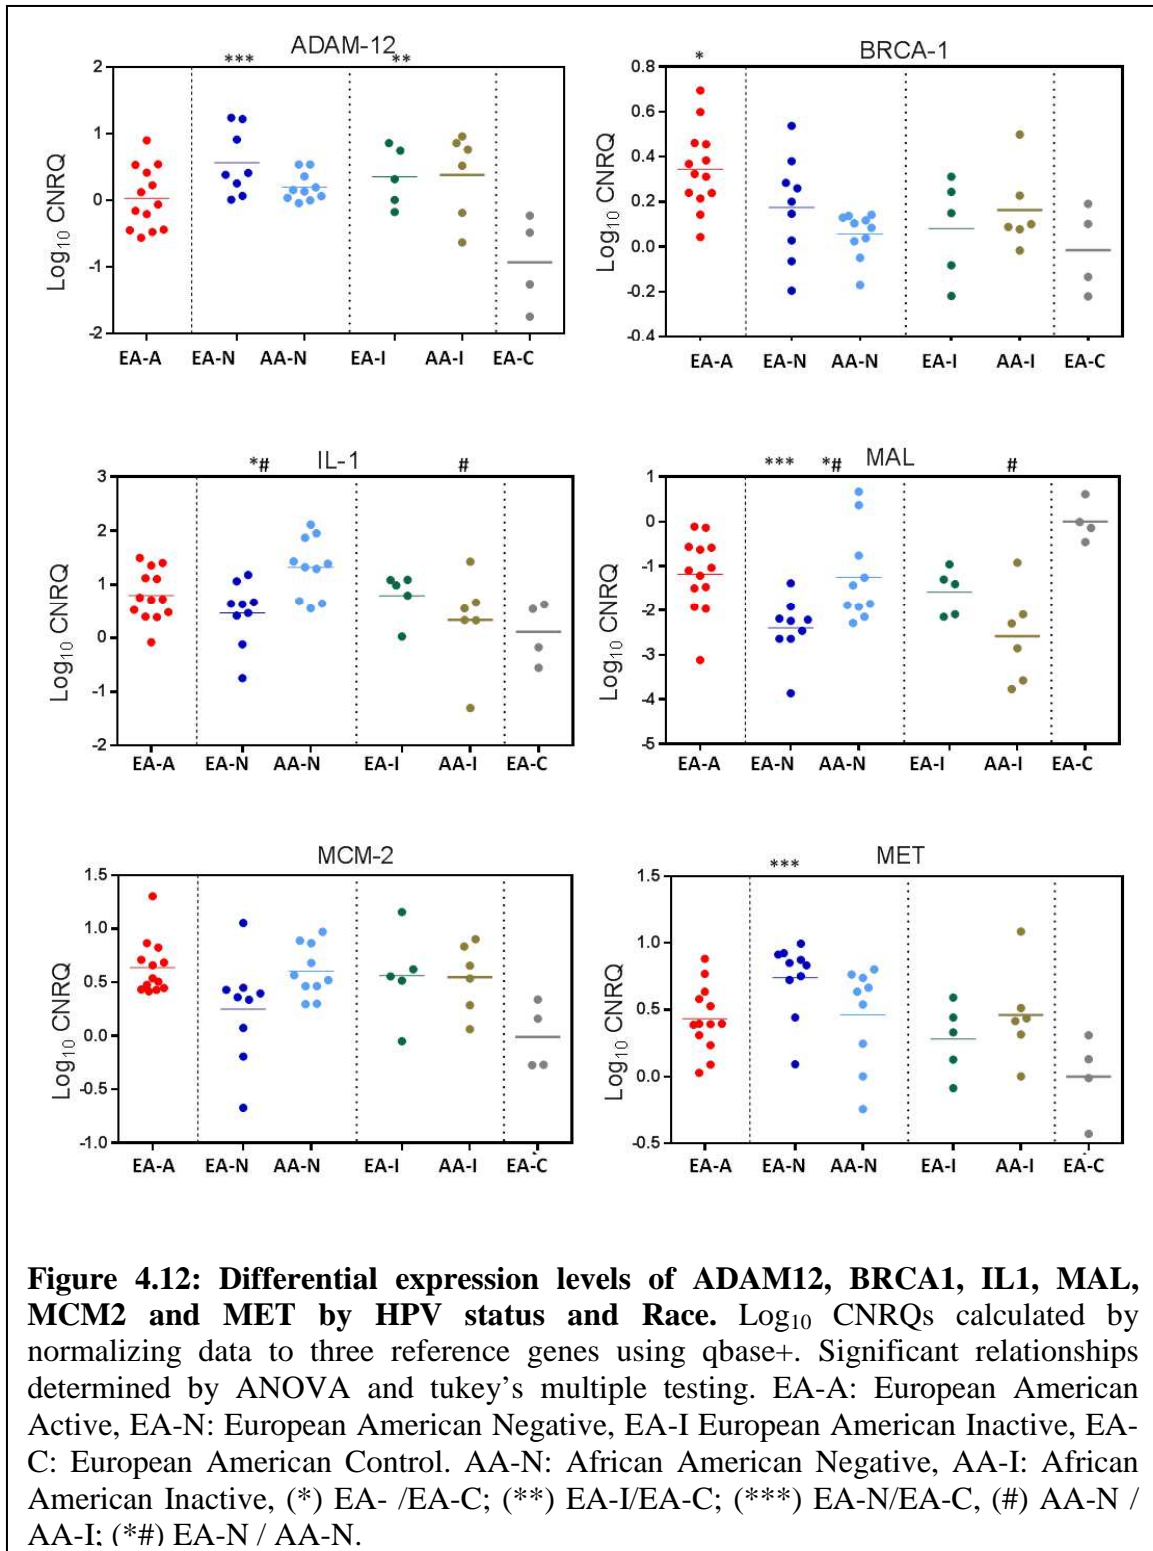 ADAM-12
*** **
2
1
0
-1
-2
Log10 CNRQ
EA-A EA-N AA-N EA-I AA-I EA-C
BRCA-1
*
0.8
0.6
0.4
0.2
0.0
-0.2
-0.4
Log10 CNRQ
EA-A EA-N AA-N EA-I AA-I EA-C
IL-1
*# #
3
2
1
0
-1
-2
Log10 CNRQ
EA-A EA-N AA-N EA-I AA-I EA-C
MAL
*** *# #
1
0
-1
-2
-3
-4
-5
Log10 CNRQ
EA-A EA-N AA-N EA-I AA-I EA-C
MCM-2
1.5
1.0
0.5
0.0
-0.5
-1.0
Log10 CNRQ
EA-A EA-N AA-N EA-I AA-I EA-C
MET
***
1.5
1.0
0.5
0.0
-0.5
Log10 CNRQ
EA-A EA-N AA-N EA-I AA-I EA-C
Figure 4.12: Differential expression levels of ADAM12, BRCA1, IL1, MAL,
MCM2 and MET by HPV status and Race. Log10 CNRQs calculated by
normalizing data to three reference genes using qbase+. Significant relationships
determined by ANOVA and tukey's multiple testing. EA-A: European American
Active, EA-N: European American Negative, EA-I European American Inactive, EA-
C: European American Control. AA-N: African American Negative, AA-I: African
American Inactive, (*) EA- /EA-C; (**) EA-I/EA-C; (***) EA-N/EA-C, (#) AA-N /
AA-I; (*#) EA-N / AA-N.